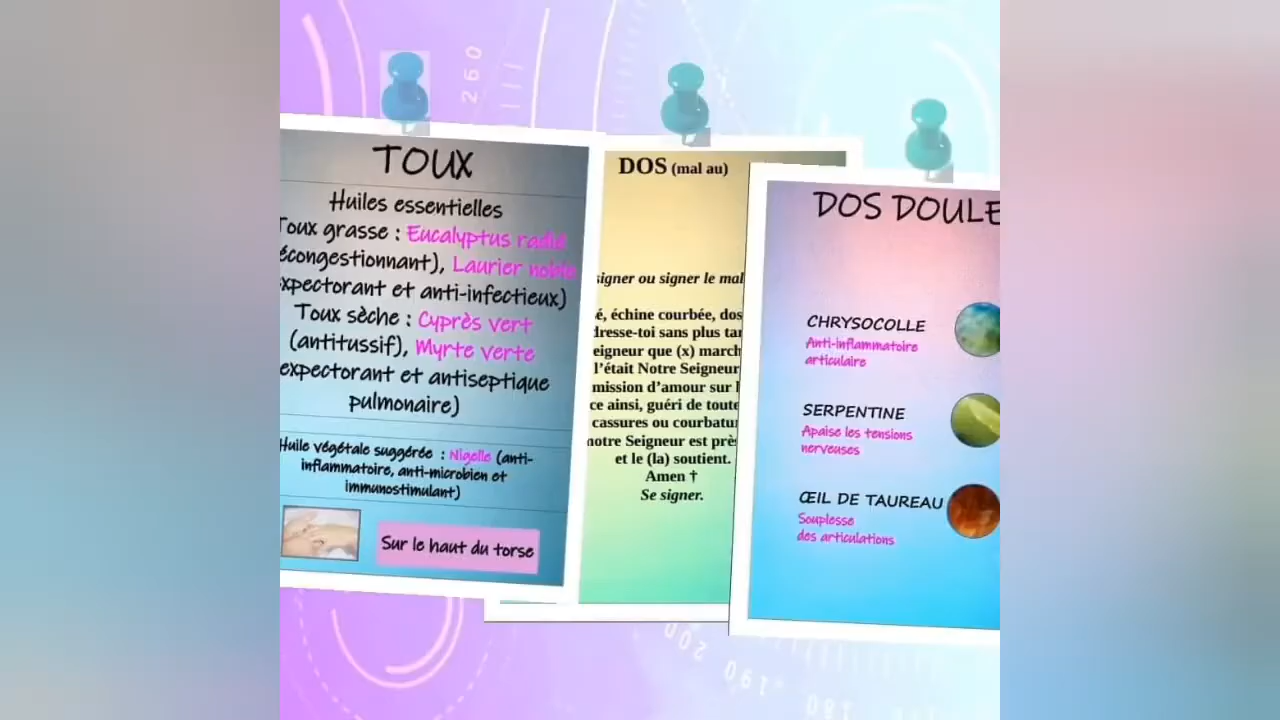 TOUX
Huiles essentielles
Toux grasse : Eucalyptus radié
écongestionnant), Laurier noble
expectorant et anti-infectieux)
Toux sèche : Cyprès vert
(antitussif), Myrte verte
expectorant et antiseptique
pulmonaire)
Huile végétale suggérée : Nigelle (anti-
inflammatoire, anti-microbien et
immunostimulant)
Sur le haut du torse
DOS (mal au)
signer ou signer le mal
é, échine courbée, dos
dresse-toi sans plus tar
eigneur que (x) march
l'était Notre Seigneur
mission d'amour sur
ce ainsi, guéri de toute
cassures ou courbatu
notre Seigneur est prè
et le (la) soutient.
Amen †
Se signer.
DOS DOULE
CHRYSOCOLLE
Anti-inflammatoire
articulaire
SERPENTINE
Apaise les tensions
nerveuses
ŒIL DE TAUREAU
Souplesse
des articulations
260
200
190
180